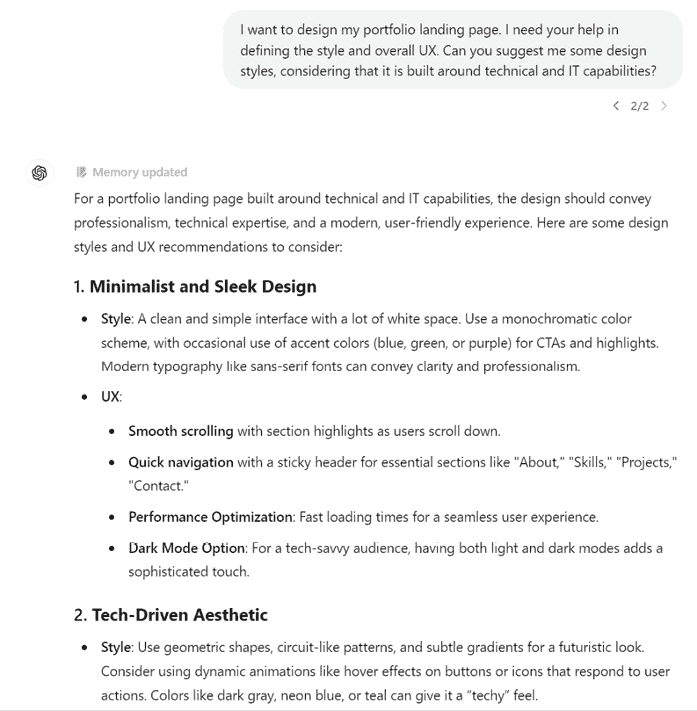 I want to design my portfolio landing page. I need your help in
defining the style and overall UX. Can you suggest me some design
styles, considering that it is built around technical and IT capabilities?
2/2
Memory updated
For a portfolio landing page built around technical and IT capabilities, the design should convey
professionalism, technical expertise, and a modern, user-friendly experience. Here are some design
styles and UX recommendations to consider:
1. Minimalist and Sleek Design
• Style: A clean and simple interface with a lot of white space. Use a monochromatic color
scheme, with occasional use of accent colors (blue, green, or purple) for CTAs and highlights.
Modern typography like sans-serif fonts can convey clarity and professionalism.
• UX:
• Smooth scrolling with section highlights as users scroll down.
• Quick navigation with a sticky header for essential sections like "About," "Skills," "Projects,"
"Contact."
• Performance Optimization: Fast loading times for a seamless user experience.
• Dark Mode Option: For a tech-savvy audience, having both light and dark modes adds a
sophisticated touch.
2. Tech-Driven Aesthetic
• Style: Use geometric shapes, circuit-like patterns, and subtle gradients for a futuristic look.
Consider using dynamic animations like hover effects on buttons or icons that respond to user
actions. Colors like dark gray, neon blue, or teal can give it a “techy” feel.